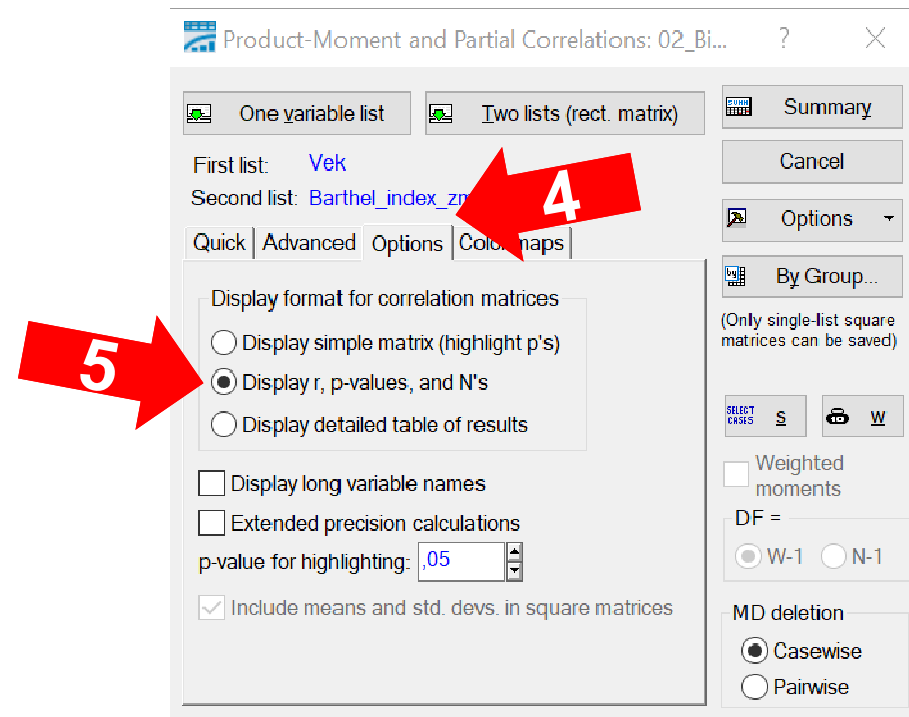 Product-Moment and Partial Correlations: 02_Bi... ?
One variable list
Two lists (rect. matrix)
Summary
First list: Vek
Cancel
Second list: Barthel_index_zm
4
Options
Quick
Advanced
Options
Color maps
By Group...
Display format for correlation matrices
(Only single-list square
matrices can be saved)
Display simple matrix (highlight p's)
5
Display r, p-values, and N's
Display detailed table of results
SELECT
CASES
S
W
Display long variable names
Weighted
moments
Extended precision calculations
DF =
p-value for highlighting: ,05
W-1
N-1
Include means and std. devs. in square matrices
MD deletion
Casewise
Pairwise